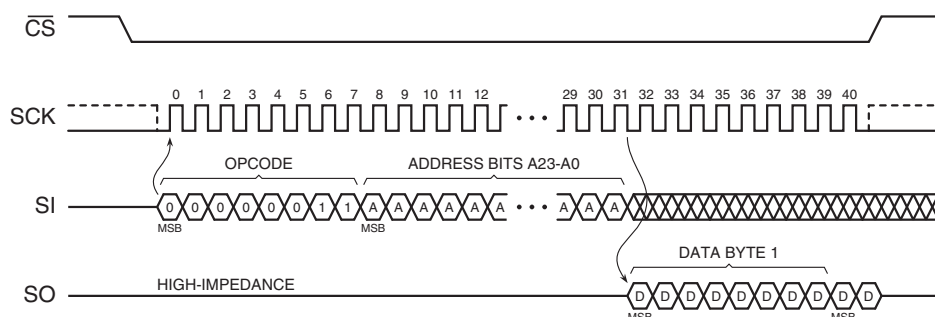 CS
SCK
0 1 2 3 4 5 6 7 8 9 10 11 12 29 30 31 32 33 34 35 36 37 38 39 40
OPCODE
ADDRESS BITS A23-A0
SI
0 0 0 0 0 0 1 1 A A A A A A A A A
MSB
MSB
DATA BYTE 1
SO
HIGH-IMPEDANCE
D D D D D D D D D D
MSB
MSB